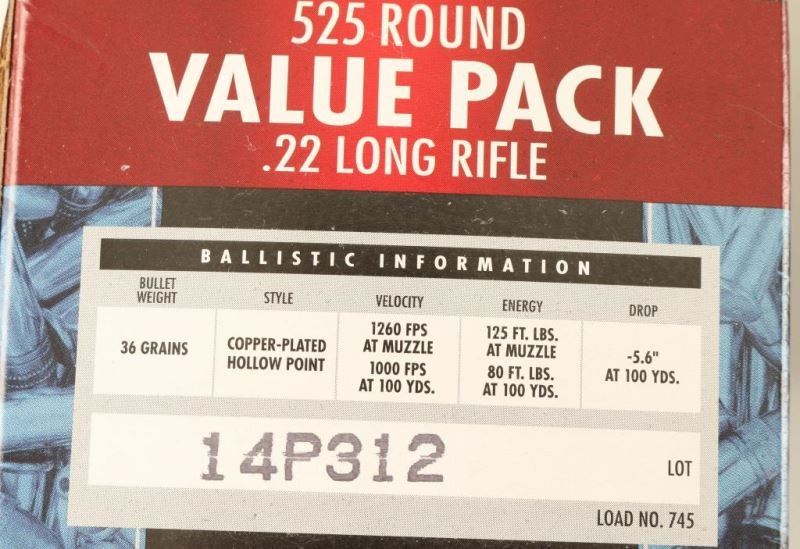 525 ROUND
VALUE PACK
.22 LONG RIFLE
BALLISTIC INFORMATION
BULLET WEIGHT STYLE VELOCITY ENERGY DROP
36 GRAINS
COPPER-PLATED
HOLLOW POINT
1260 FPS
AT MUZZLE
1000 FPS
AT 100 YDS.
125 FT. LBS.
AT MUZZLE
80 FT. LBS.
AT 100 YDS.
-5.6"
AT 100 YDS.
14P312 LOT
LOAD NO. 745